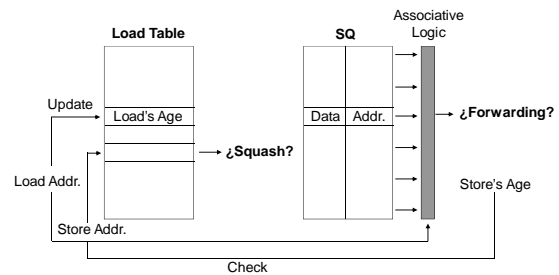 Associative
Logic
Load Table
SQ
Update
Load's Age
Data
Addr.
¿Forwarding?
¿Squash?
Load Addr.
Store's Age
Store Addr.
Check